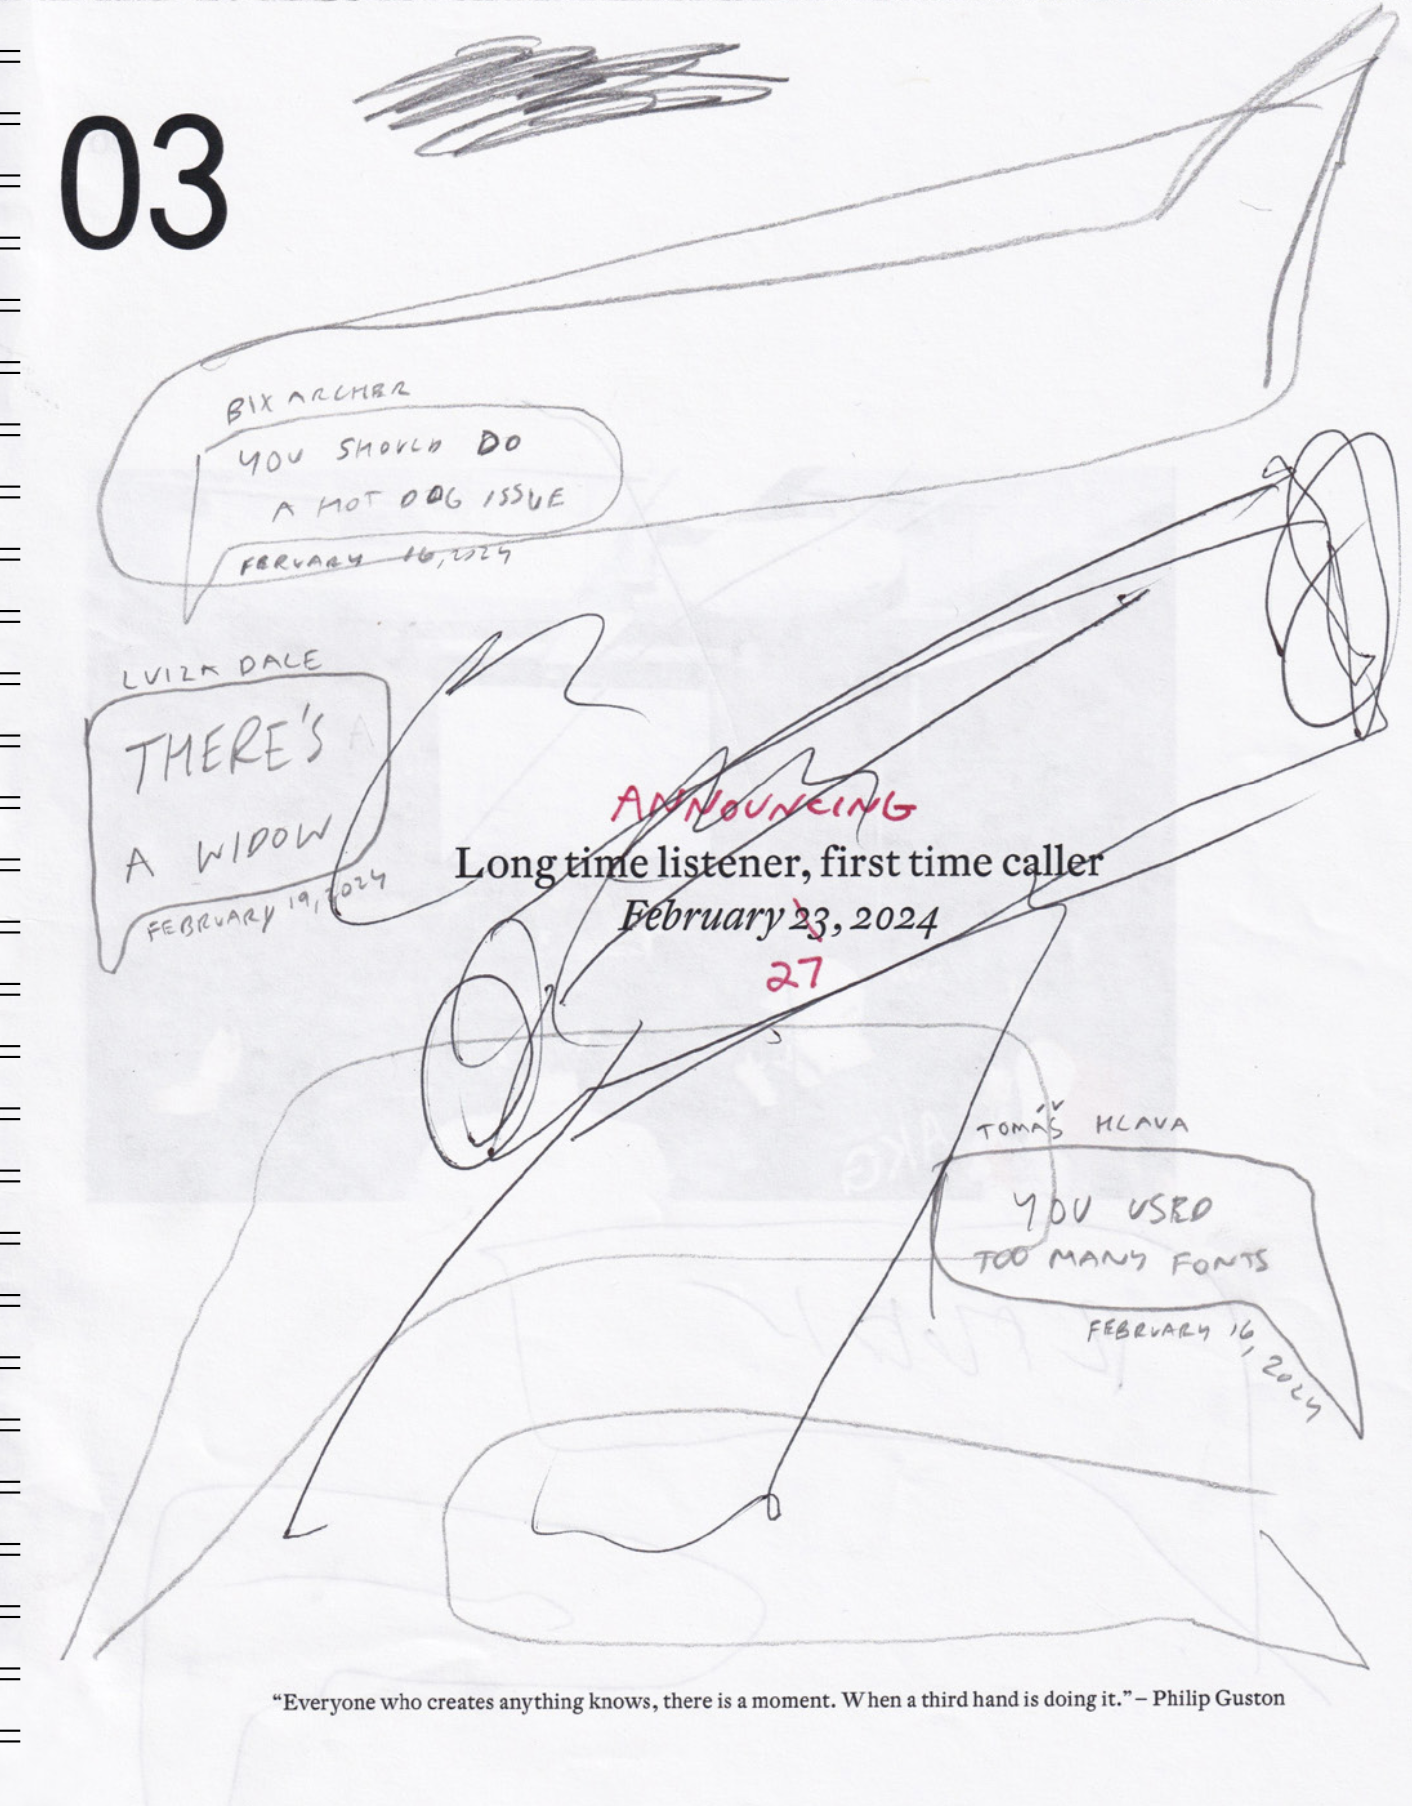 03
BIX ARCHER
YOU SHOULD DO
A HOT DOG ISSUE
FERUARY 16, 2024
LUIZA DALE
THERE'S
A WIDOW
FEBRUARY 19, 2024
ANNOUNCING
Long time listener, first time caller
February 23, 2024
27
TOMÁŠ HLAVA
YOU USED
TOO MANY FONTS
FEBRUARY 16, 2024
“Everyone who creates anything knows, there is a moment. When a third hand is doing it.” – Philip Guston